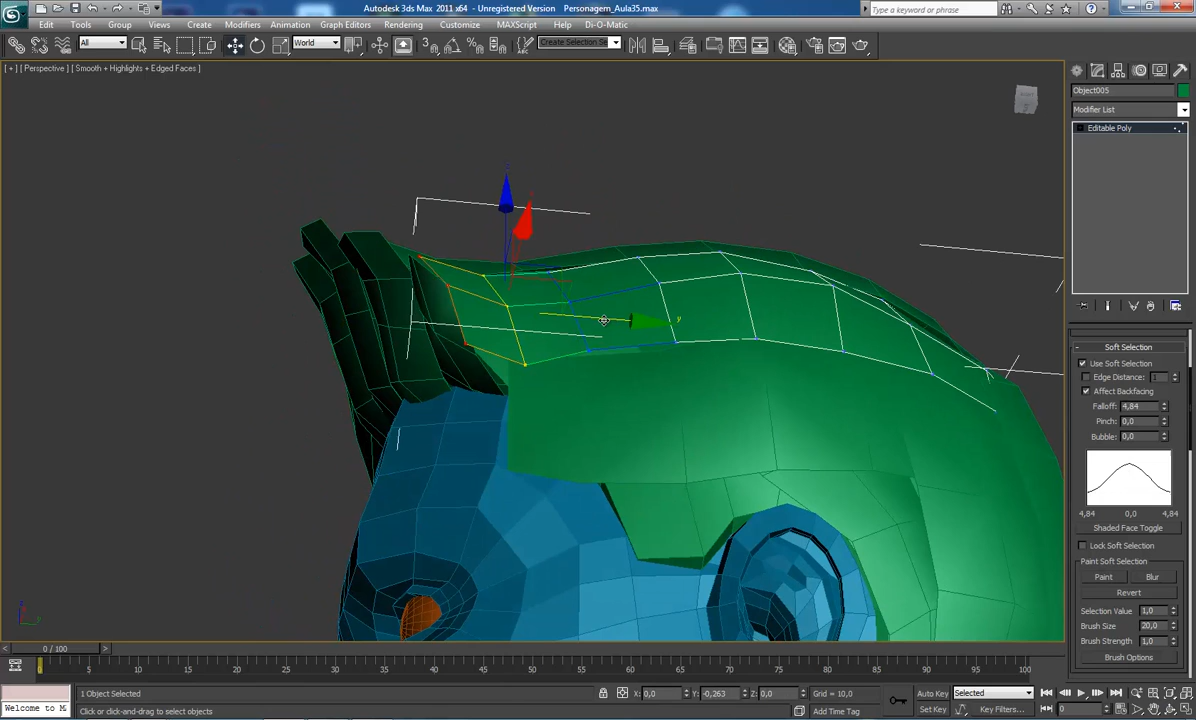 Autodesk 3ds Max 2011 x64 - Unregistered Version Personagem_Aula35.max
Type a keyword or phrase
Edit Tools Group Views Create Modifiers Animation Graph Editors Rendering Customize MAXScript Help Di-O-Matic
All World Create Selection Se
[ + ] [ Perspective ] [ Smooth + Highlights + Edged Faces ]
Object005
Modifier List
Editable Poly
y
Soft Selection
Use Soft Selection
Edge Distance: 1
Affect Backfacing
Falloff: 4,84
Pinch: 0,0
Bubble: 0,0
4,84 0,0 4,84
Shaded Face Toggle
Lock Soft Selection
Paint Soft Selection
Paint Blur
Revert
Selection Value 1,0
Brush Size 20,0
Brush Strength 1,0
Brush Options
0 / 100
0 5 10 15 20 25 30 35 40 45 50 55 60 65 70 75 80 85 90 95 100
1 Object Selected X: 0,0 Y: -0,263 Z: 0,0 Grid = 10,0 Auto Key Selected
Welcome to M Click or click-and-drag to select objects Add Time Tag Set Key Key Filters... 0